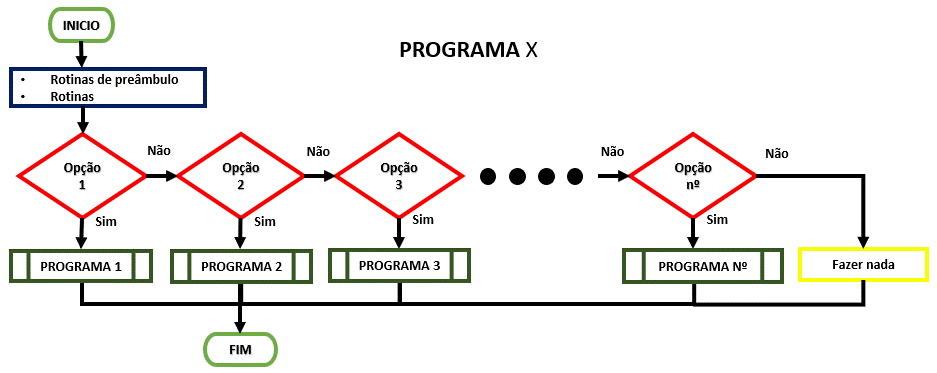 INICIO
PROGRAMA X
• Rotinas de preâmbulo
• Rotinas
Opção
1
Não
Opção
2
Não
Opção
3
Não
Opção
nº
Não
Sim
Sim
Sim
Sim
PROGRAMA 1
PROGRAMA 2
PROGRAMA 3
PROGRAMA Nº
Fazer nada
FIM